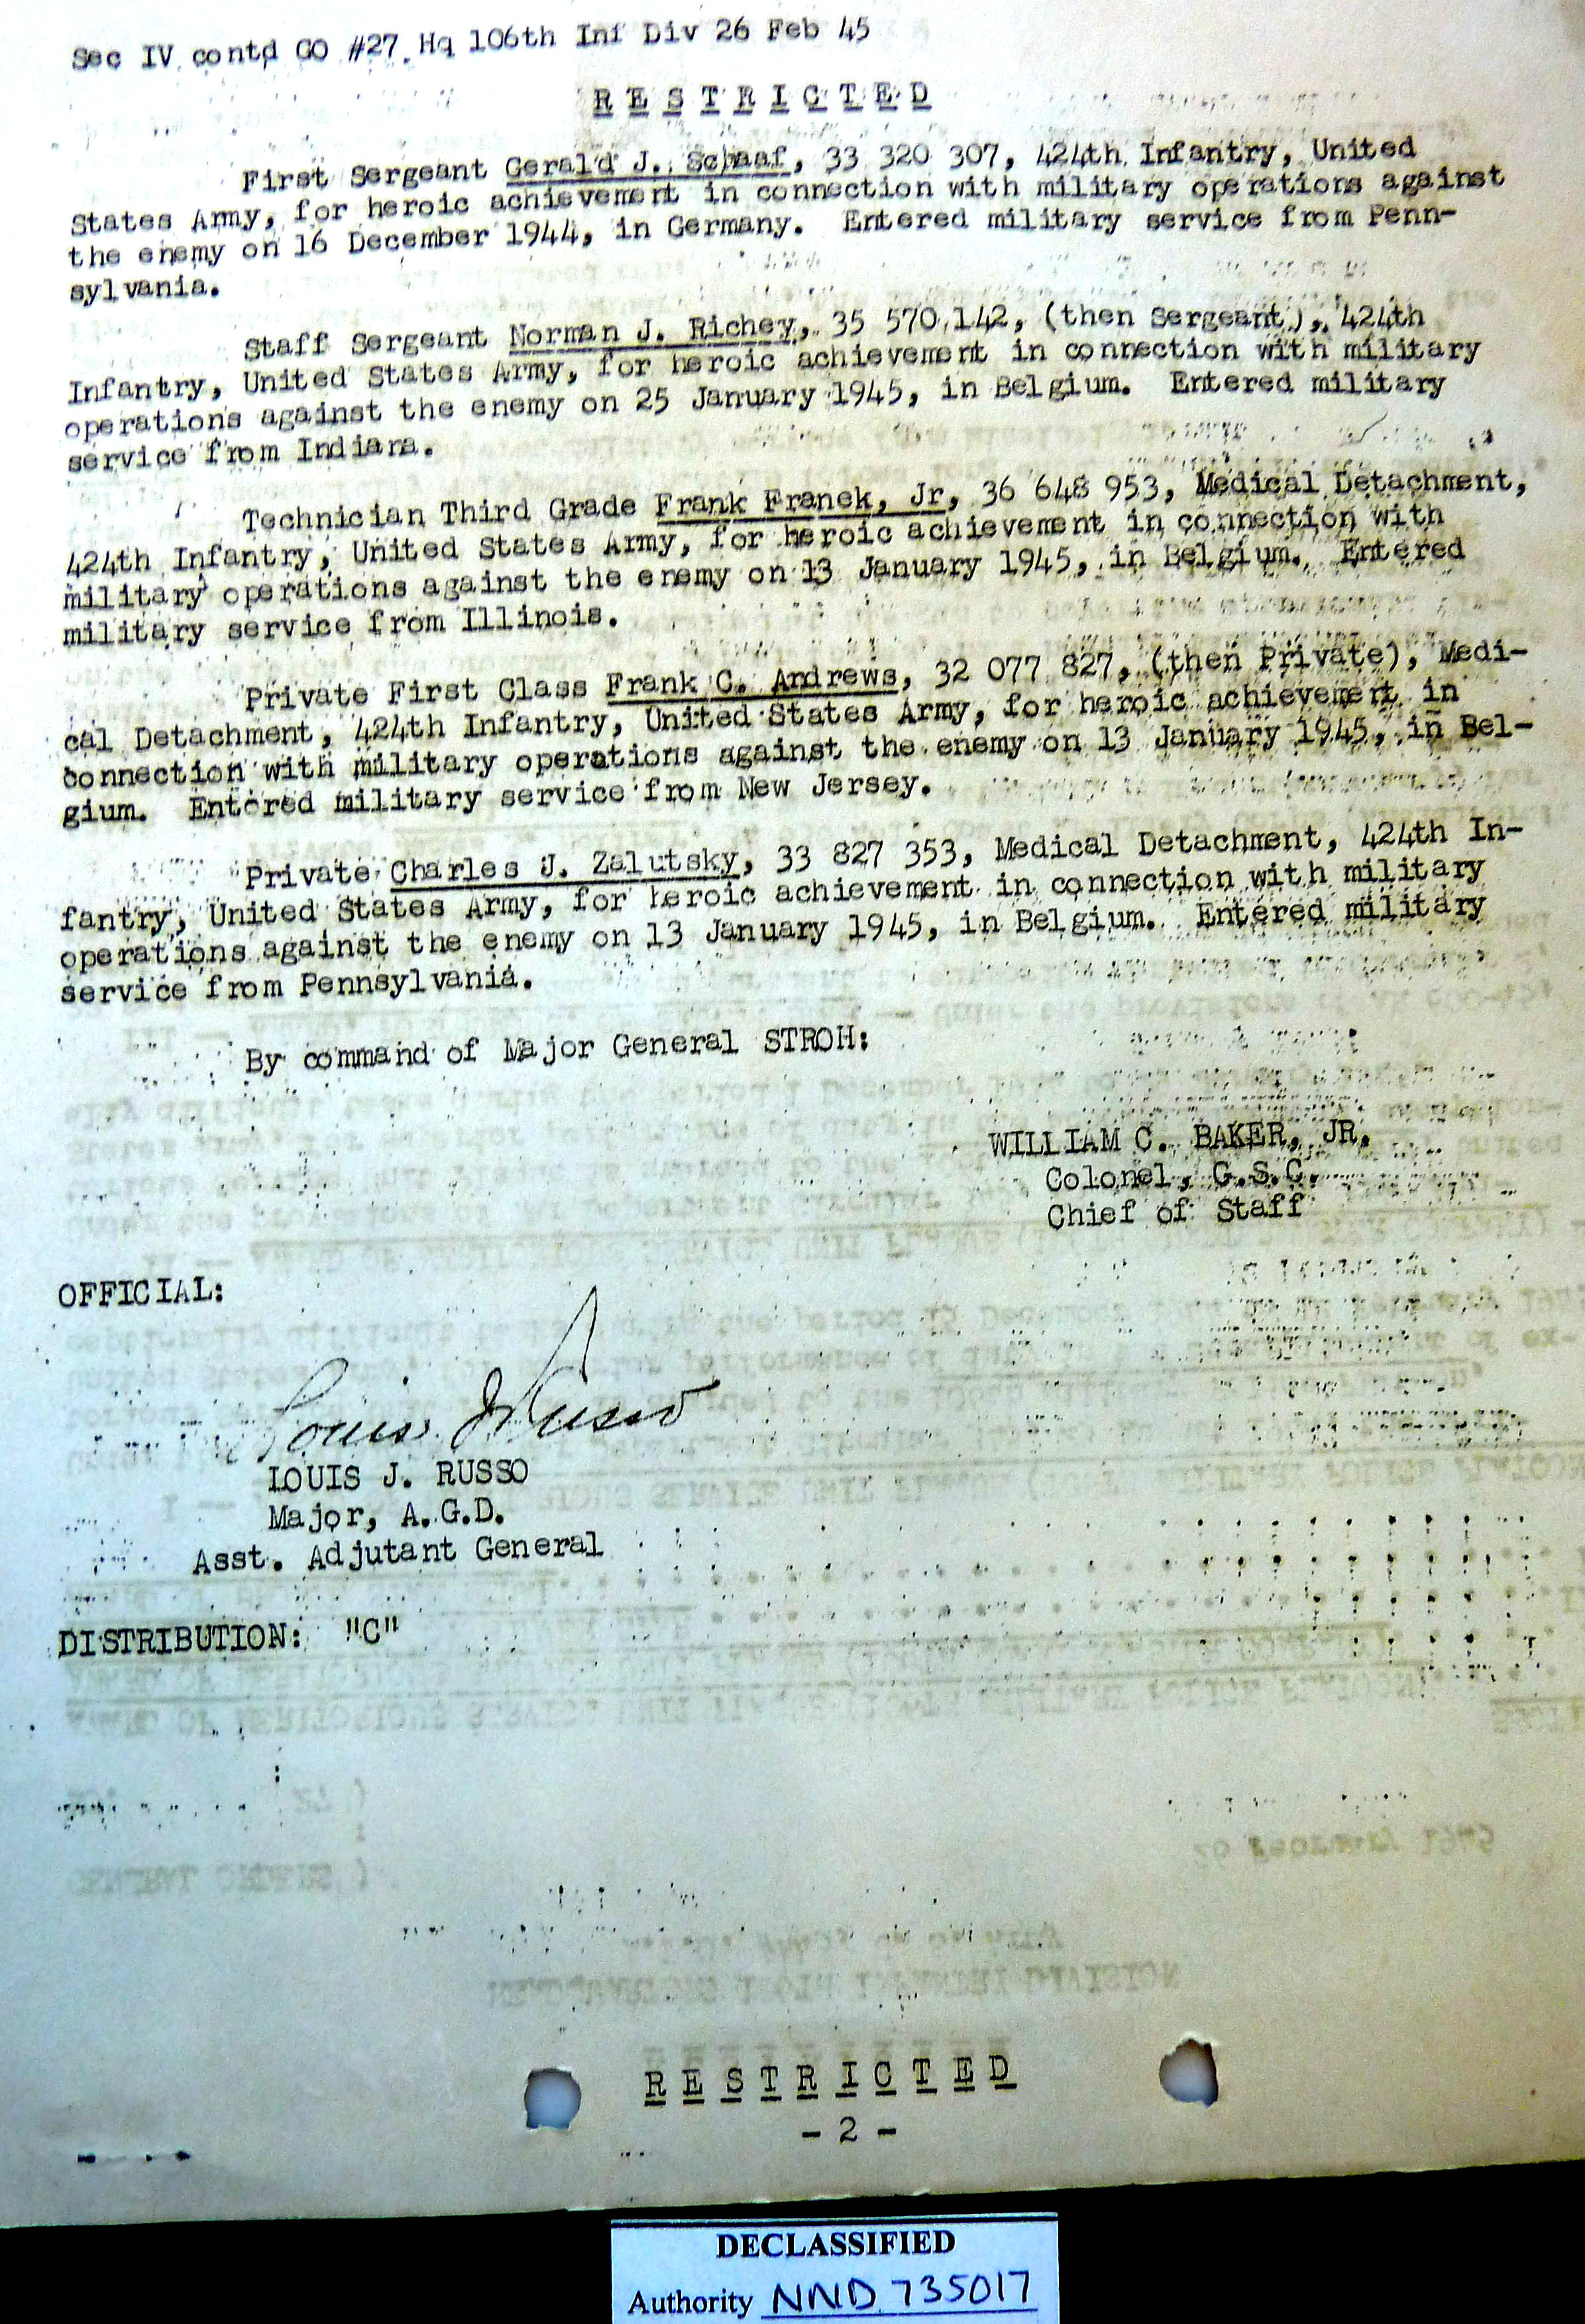 Sec IV contd GO #27 Hq 106th Inf Div 26 Feb 45
R E S T R I C T E D
First Sergeant Gerald J. Schaaf, 33 320 307, 424th Infantry, United
States Army, for heroic achievement in connection with military operations against
the enemy on 16 December 1944, in Germany. Entered military service from Penn-
sylvania.
Staff Sergeant Norman J. Richey, 35 570 142, (then Sergeant), 424th
Infantry, United States Army, for heroic achievement in connection with military
operations against the enemy on 25 January 1945, in Belgium. Entered military
service from Indiana.
Technician Third Grade Frank Franek, Jr, 36 648 953, Medical Detachment,
424th Infantry, United States Army, for heroic achievement in connection with
military operations against the enemy on 13 January 1945, in Belgium. Entered
military service from Illinois.
Private First Class Frank C. Andrews, 32 077 827, (then Private), Medi-
cal Detachment, 424th Infantry, United States Army, for heroic achievement in
connection with military operations against the enemy on 13 January 1945, in Bel-
gium. Entered military service from New Jersey.
Private Charles J. Zalutsky, 33 827 353, Medical Detachment, 424th In-
fantry, United States Army, for heroic achievement in connection with military
operations against the enemy on 13 January 1945, in Belgium. Entered military
service from Pennsylvania.
By command of Major General STROH:
WILLIAM C. BAKER, JR.
Colonel, G.S.C.
Chief of Staff
OFFICIAL:
Louis J Russo
LOUIS J. RUSSO
Major, A.G.D.
Asst. Adjutant General
DISTRIBUTION: "C"
R E S T R I C T E D
- 2 -
DECLASSIFIED
Authority NND 735017